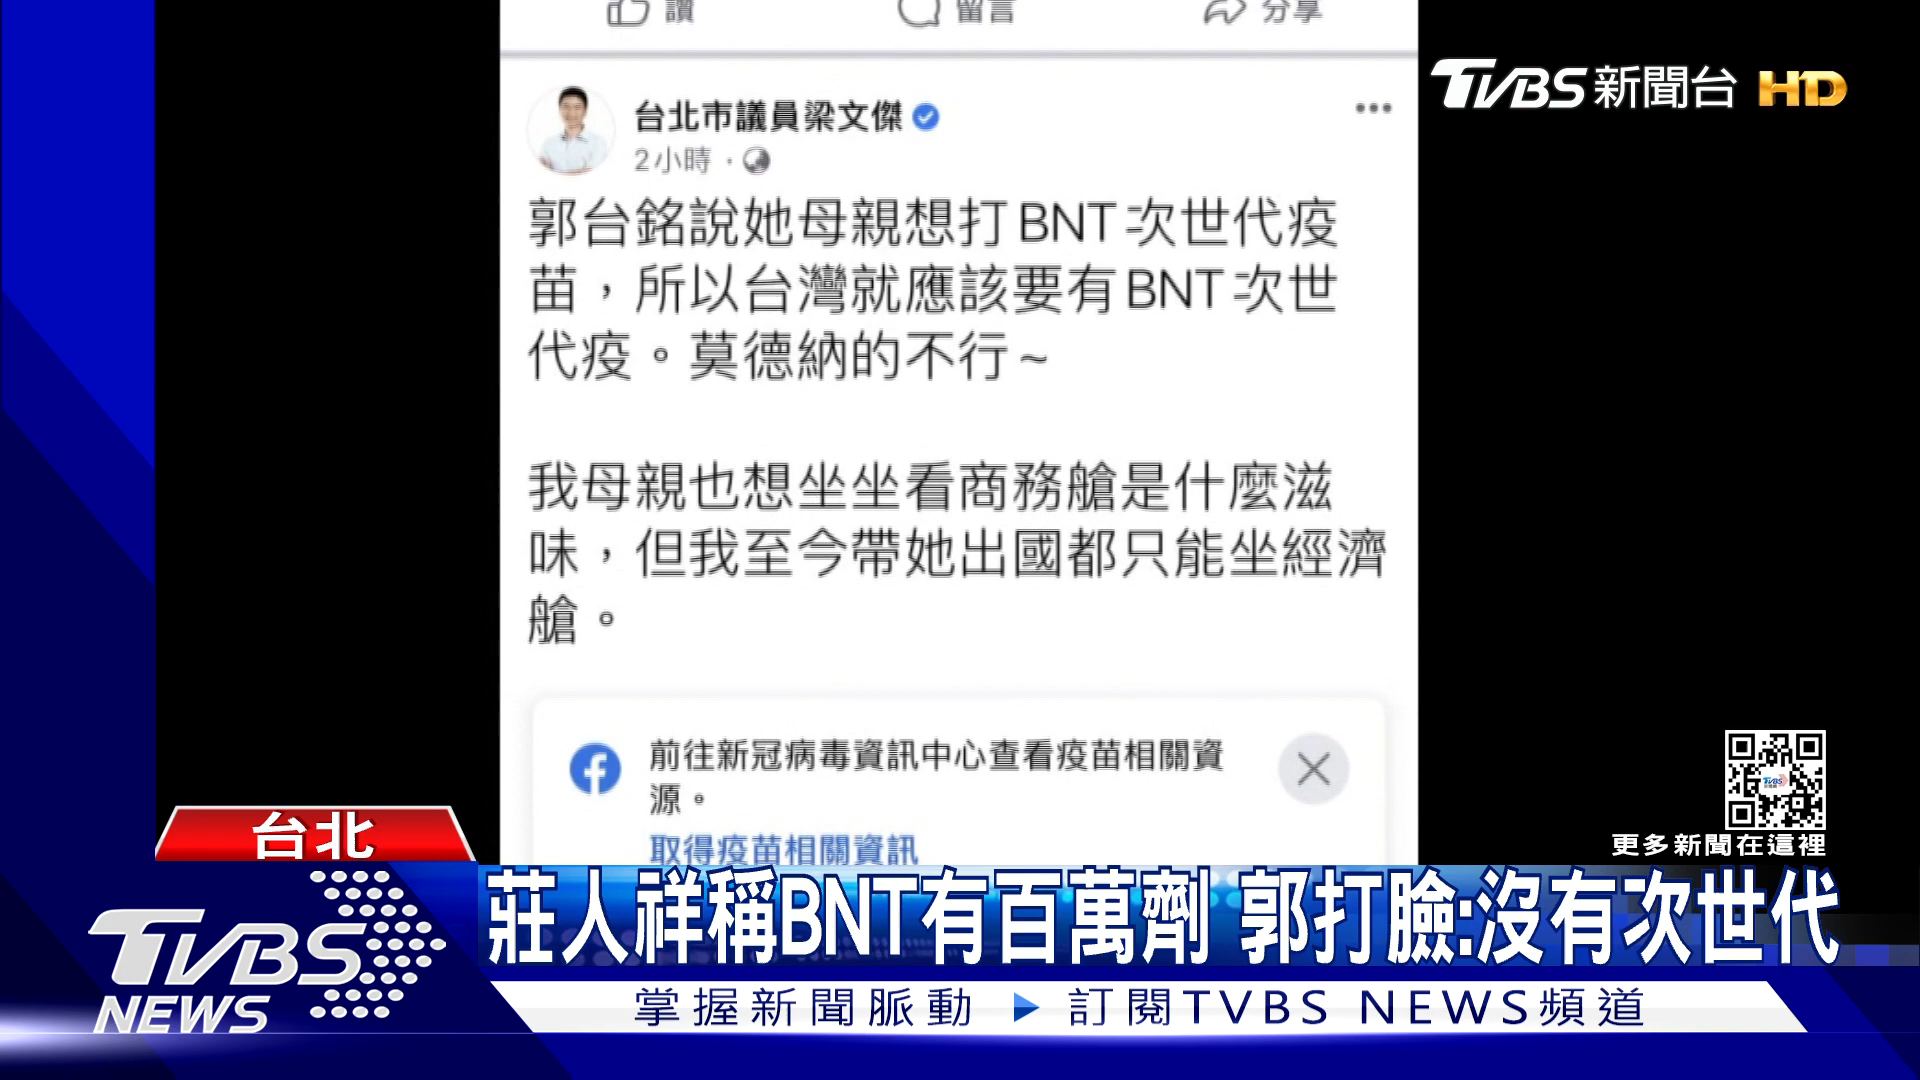 讚 留言 分享
TVBS新聞台 HD
台北市議員梁文傑
2小時 ·
郭台銘說她母親想打BNT次世代疫
苗，所以台灣就應該要有BNT次世
代疫。莫德納的不行~
我母親也想坐坐看商務艙是什麼滋
味，但我至今帶她出國都只能坐經濟
艙。
前往新冠病毒資訊中心查看疫苗相關資
源。
取得疫苗相關資訊
TVBS
更多新聞在這裡
台北
莊人祥稱BNT有百萬劑 郭打臉:沒有次世代
TVBS
NEWS
掌握新聞脈動 ▶ 訂閱TVBS NEWS頻道